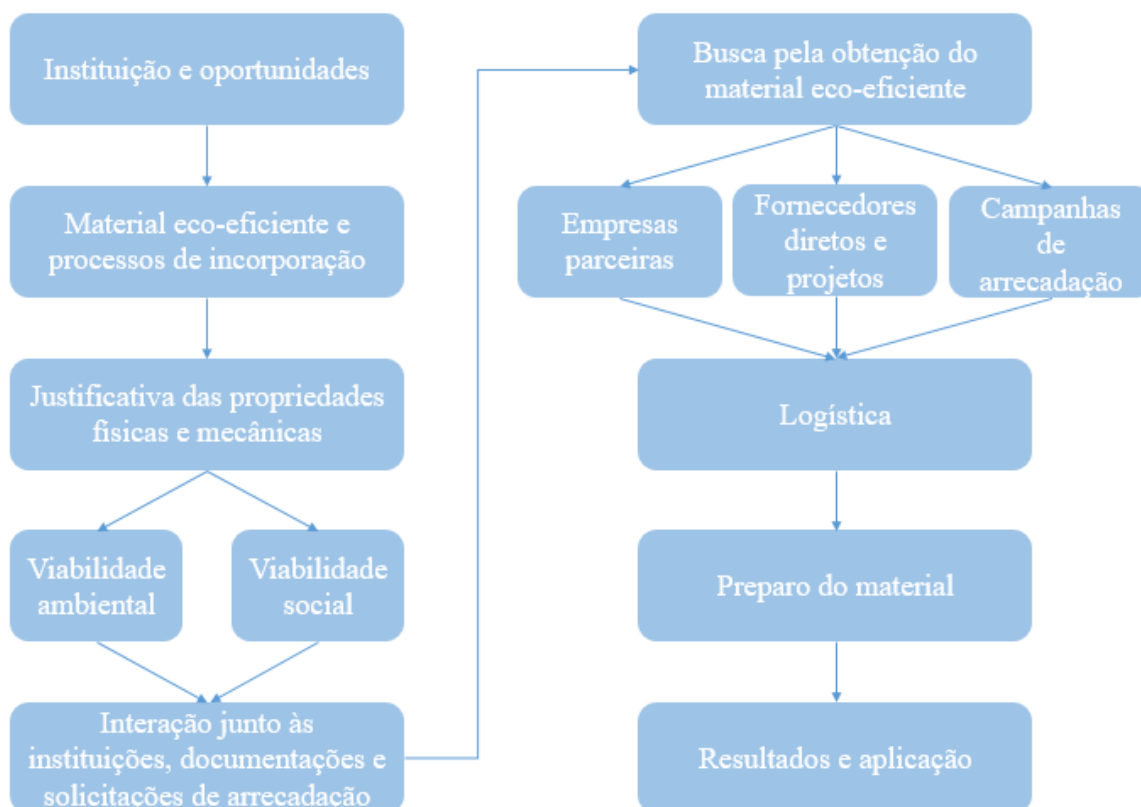 Instituição e oportunidades
Material eco-eficiente e
processos de incorporação
Justificativa das propriedades
físicas e mecânicas
Viabilidade
ambiental
Viabilidade
social
Interação junto às
instituições, documentações e
solicitações de arrecadação
Busca pela obtenção do
material eco-eficiente
Empresas
parceiras
Fornecedores
diretos e
projetos
Campanhas
de
arrecadação
Logística
Preparo do material
Resultados e aplicação